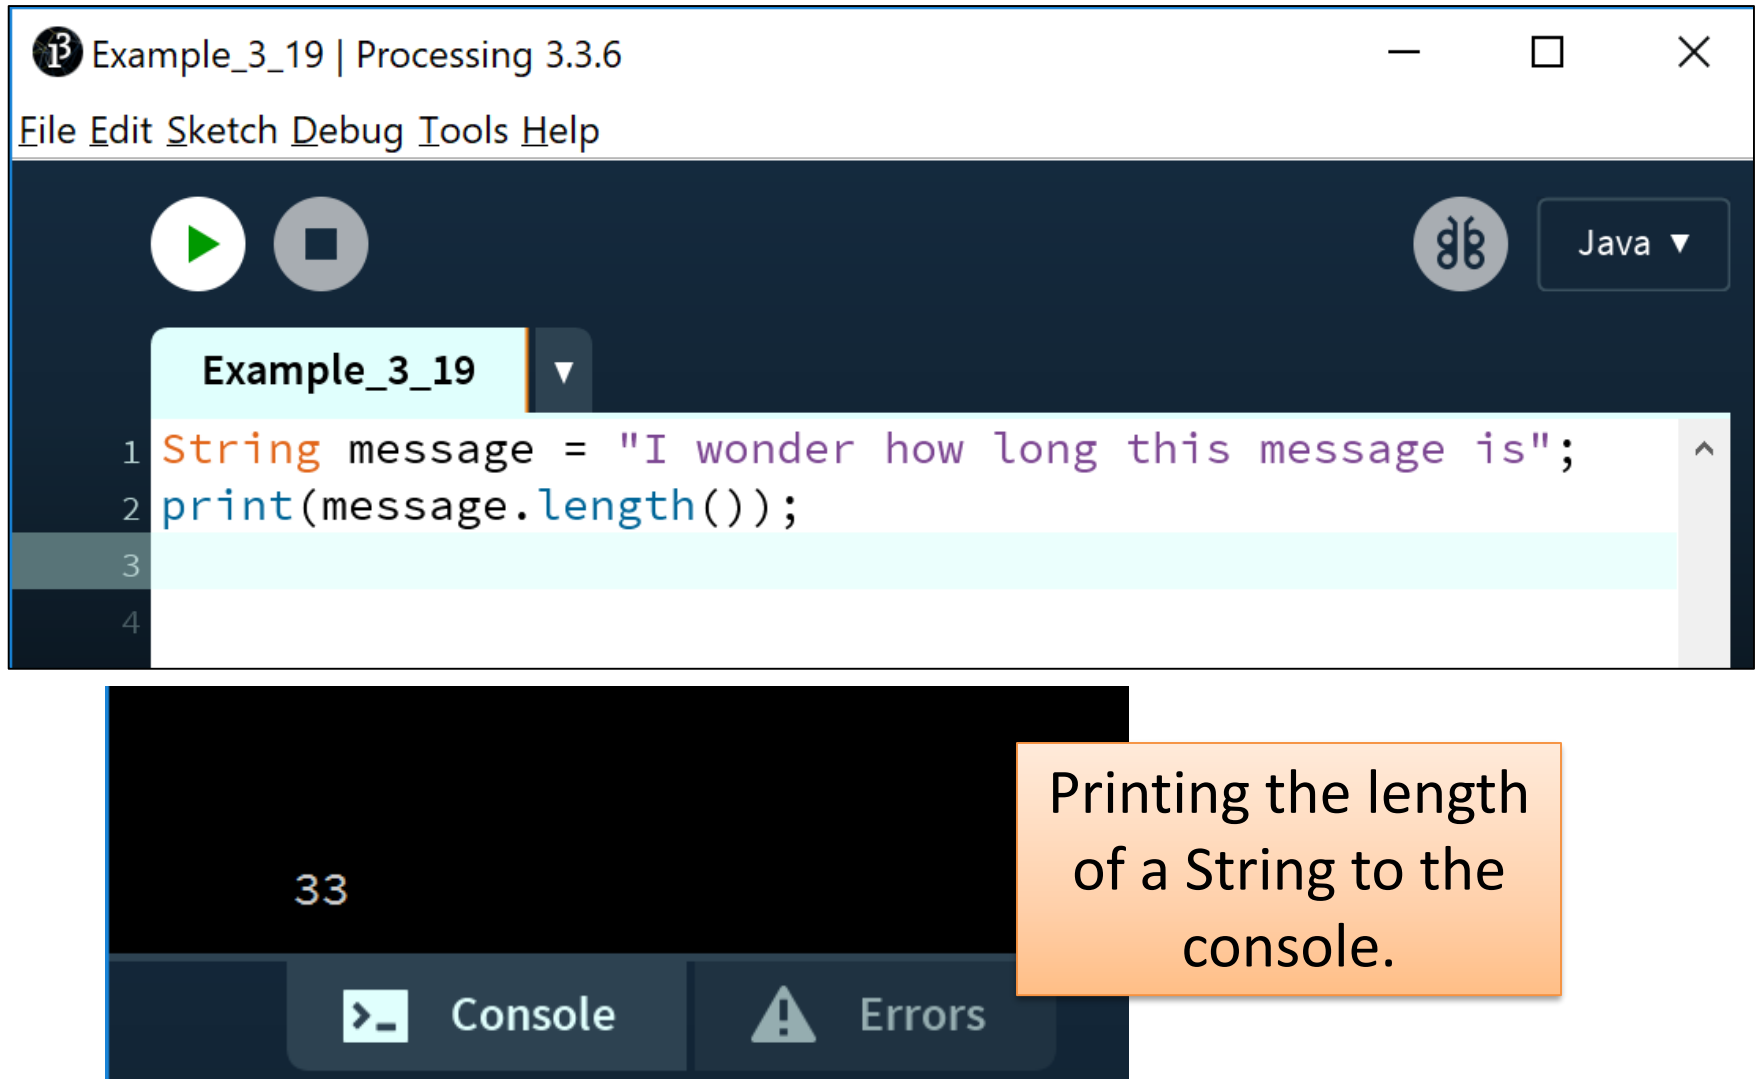 Example_3_19 | Processing 3.3.6
File Edit Sketch Debug Tools Help
Java ▼
Example_3_19 ▼
1 String message = "I wonder how long this message is";
2 print(message.length());
3
4
33
Printing the length
of a String to the
console.
>_ Console Errors